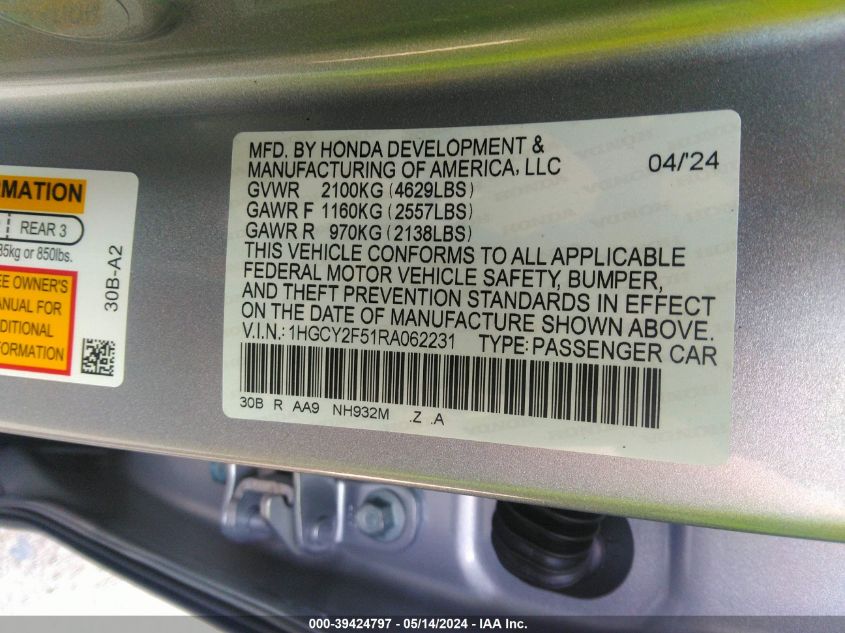 RMATION
REAR 3
35kg or 850lbs.
EE OWNER'S
ANUAL FOR
DITIONAL
FORMATION
30B-A2
MFD. BY HONDA DEVELOPMENT &
MANUFACTURING OF AMERICA, LLC 04/'24
GVWR 2100KG (4629LBS)
GAWR F 1160KG (2557LBS)
GAWR R 970KG (2138LBS)
THIS VEHICLE CONFORMS TO ALL APPLICABLE
FEDERAL MOTOR VEHICLE SAFETY, BUMPER,
AND THEFT PREVENTION STANDARDS IN EFFECT
ON THE DATE OF MANUFACTURE SHOWN ABOVE.
V.I.N.: 1HGCY2F51RA062231 TYPE: PASSENGER CAR
30B R AA9 NH932M .Z .A
000-39424797 - 05/14/2024 - IAA Inc.